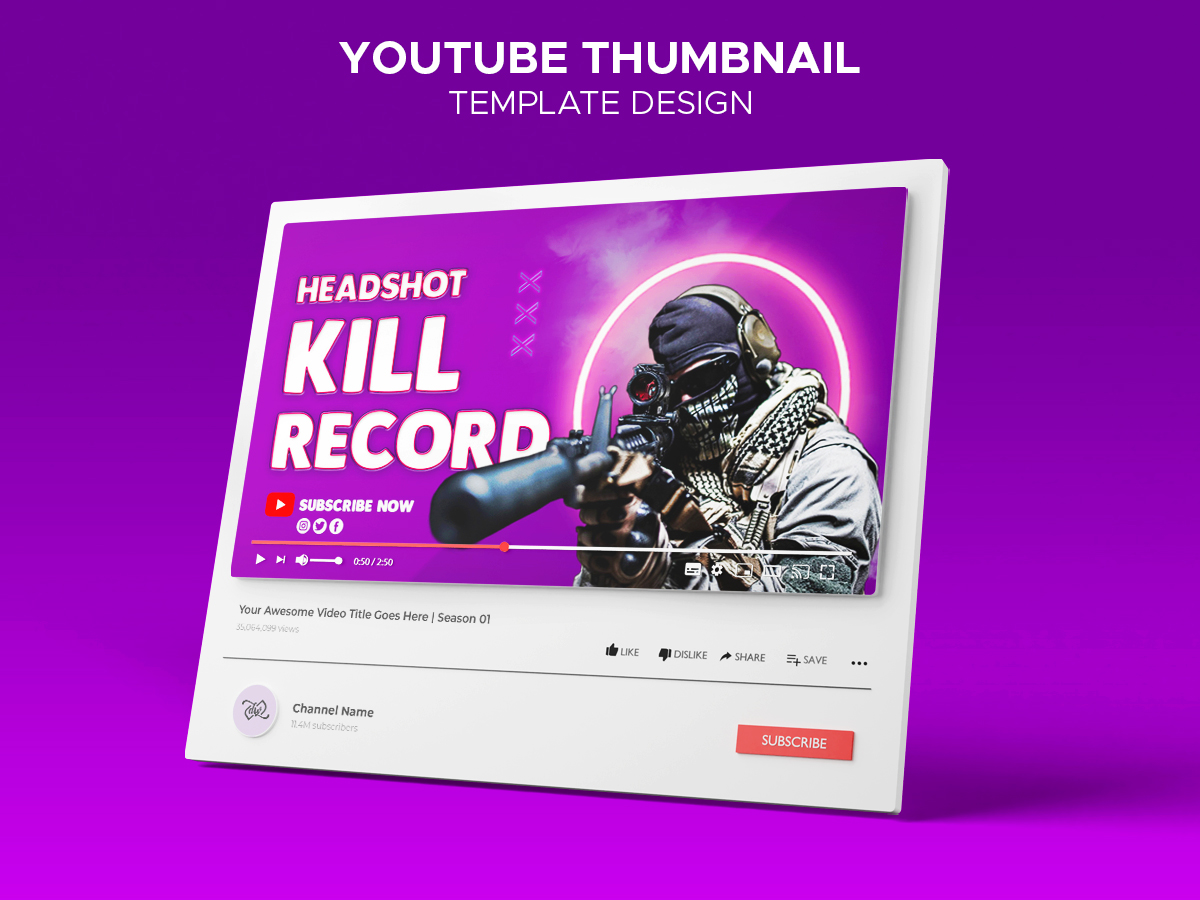 YOUTUBE THUMBNAIL
TEMPLATE DESIGN
HEADSHOT
KILL
RECORD
XXX
SUBSCRIBE NOW
0:50 / 2:50
Your Awesome Video Title Goes Here | Season 01
35,064,099 Views
LIKE DISLIKE SHARE SAVE
Channel Name
11.4M subscribers
SUBSCRIBE